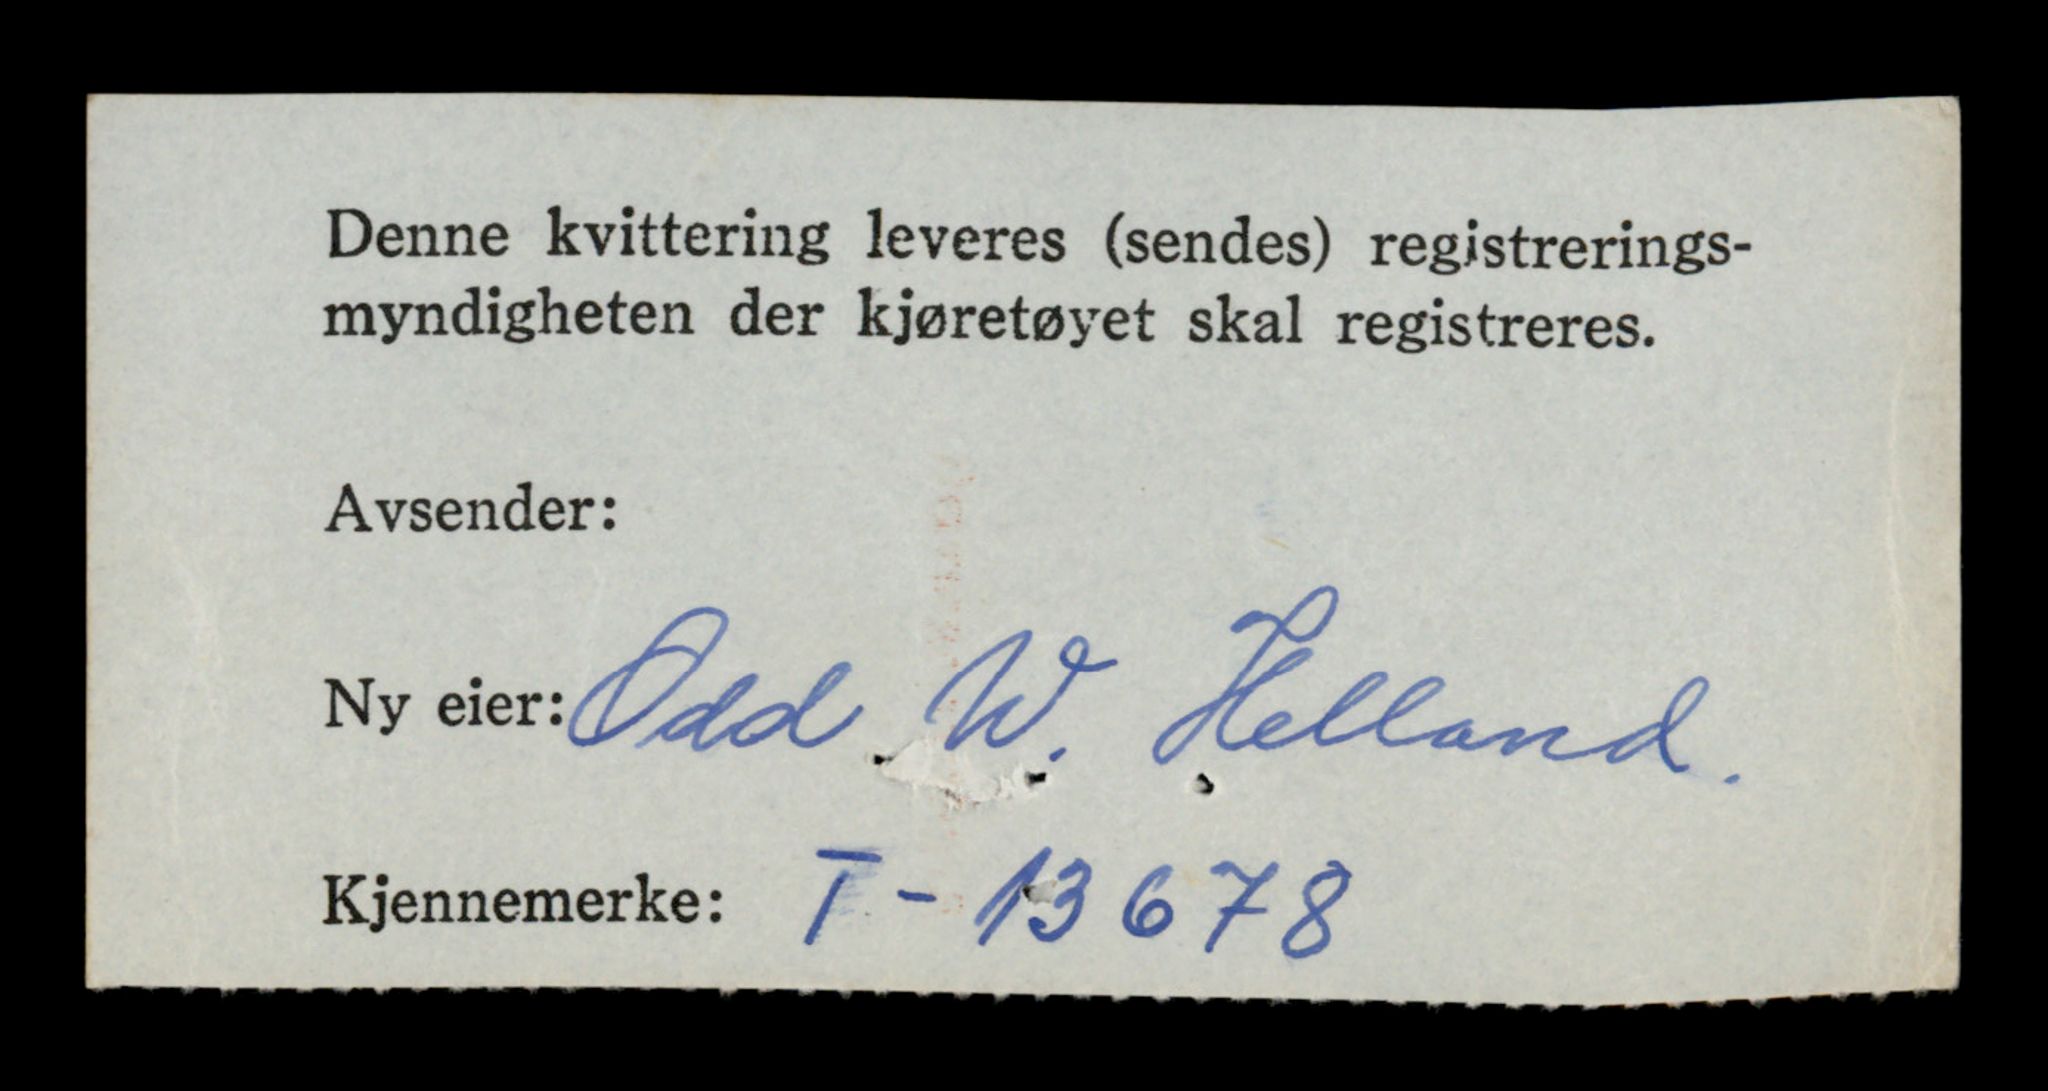 Denne kvittering leveres (sendes) registrerings-
myndigheten der kjøretøyet skal registreres.
Avsender:
Ny eier: Odd W. Helland.
Kjennemerke: T - 13678